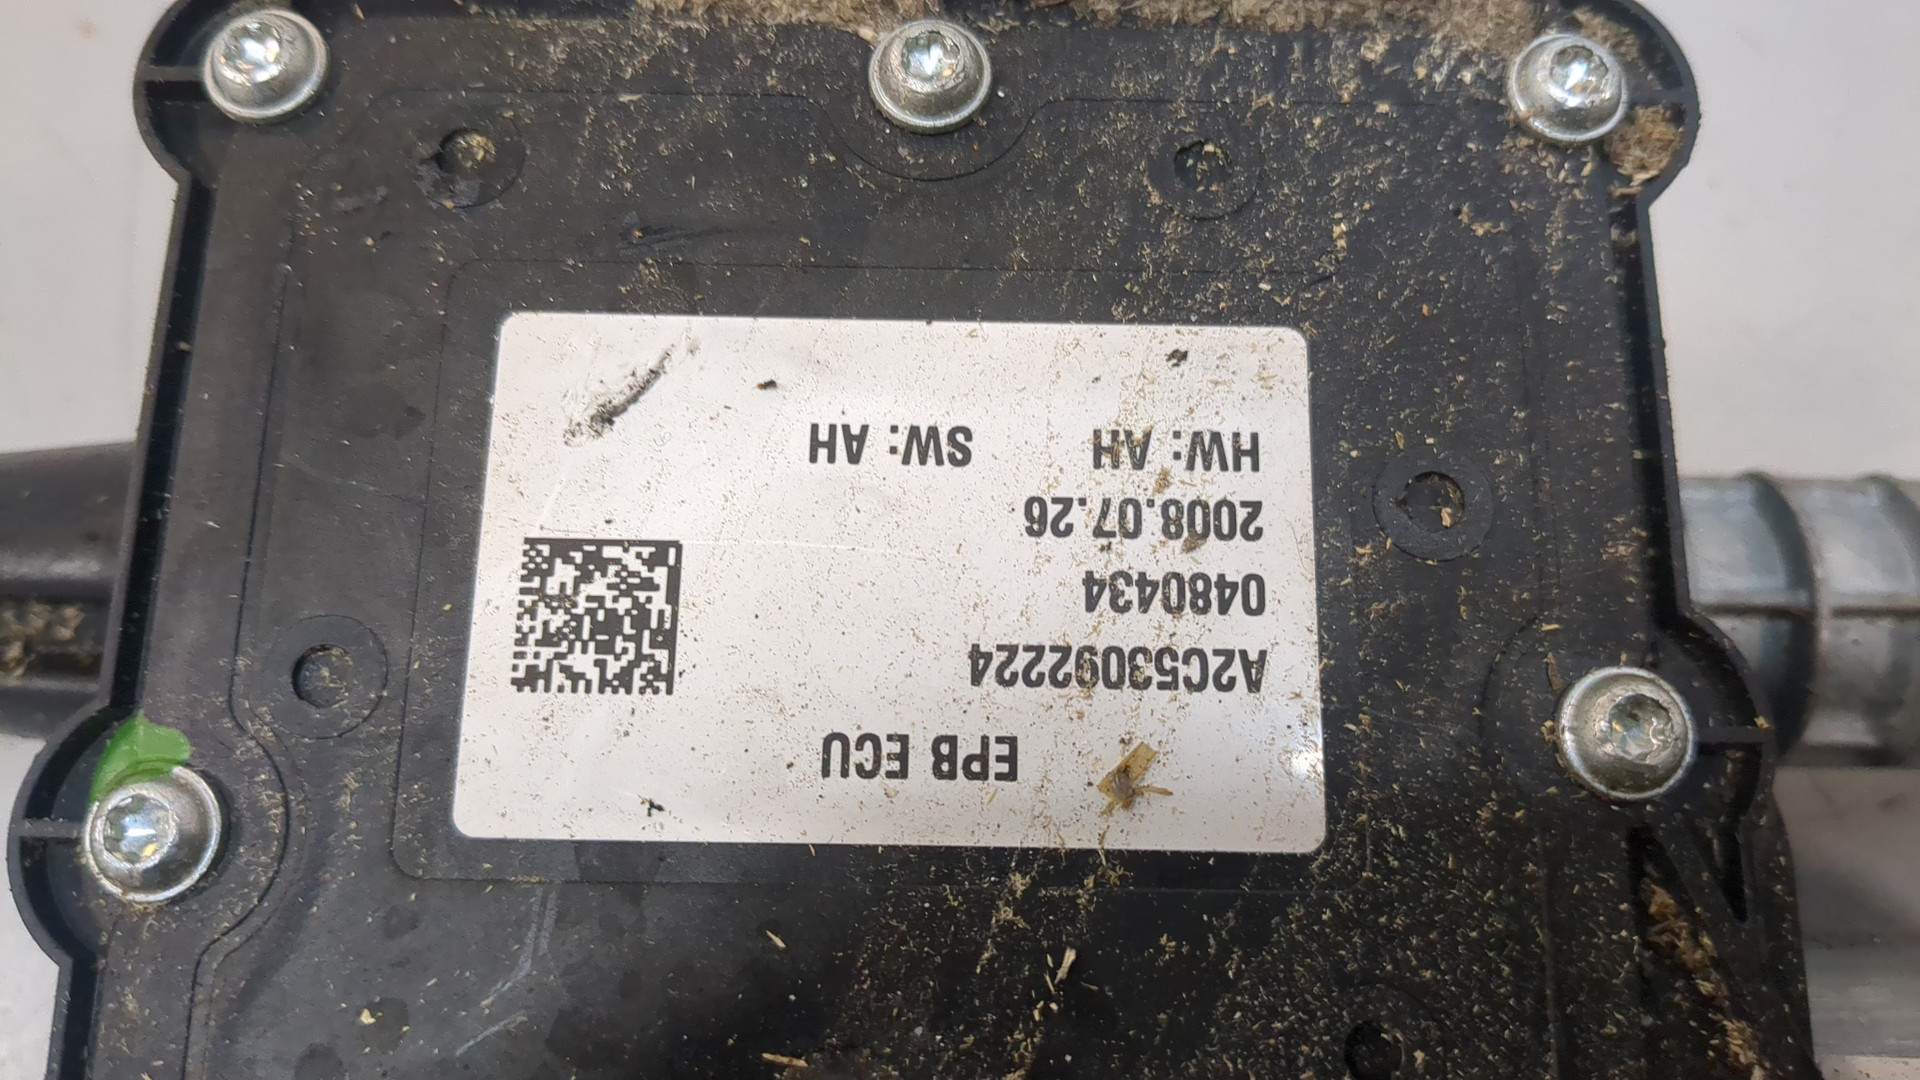 EPB ECU
A2C53092224
0480434
2008.07.26
HW: AH SW: AH